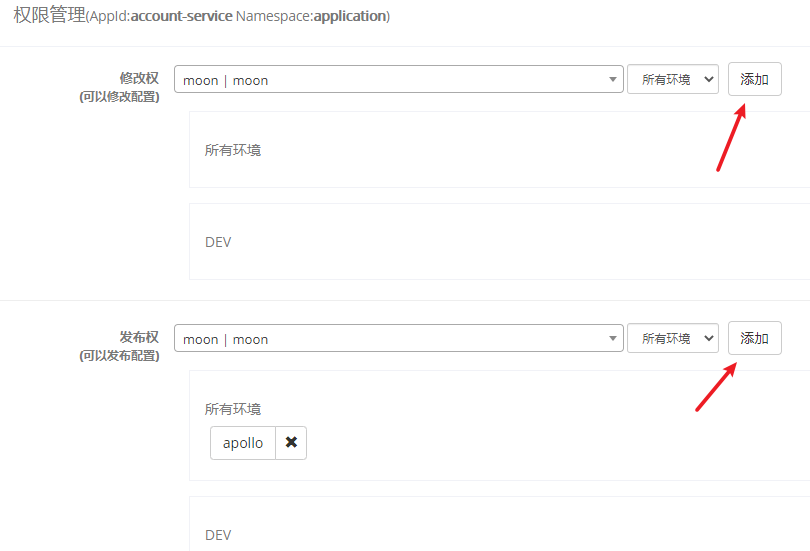 权限管理(AppId:account-service Namespace:application)
修改权 moon | moon 所有环境 添加
(可以修改配置)
所有环境
DEV
发布权 moon | moon 所有环境 添加
(可以发布配置)
所有环境
apollo ✖
DEV